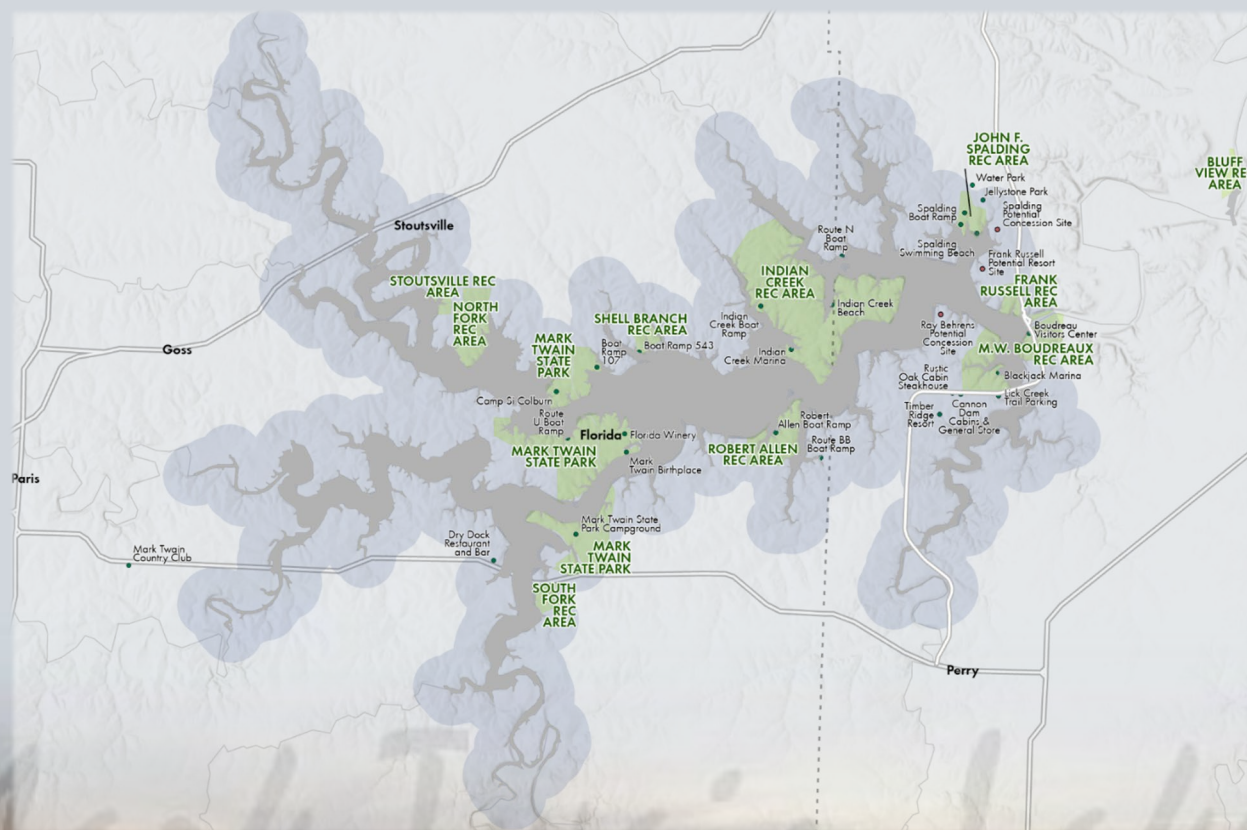 JOHN F.
SPALDING
REC AREA
Water Park
Jellystone Park
Spalding
Boat Ramp
Spalding
Potential
Concession Site
BLUFF
VIEW RE
AREA
Stoutsville
Route N
Boat
Ramp
Spalding
Swimming Beach
Frank Russell
Potential Resort
Site
STOUTSVILLE REC
AREA
INDIAN
CREEK
REC AREA
FRANK
RUSSELL REC
AREA
NORTH
FORK
REC
AREA
SHELL BRANCH
REC AREA
Indian Creek
Beach
Indian
Creek Boat
Ramp
Ray Behrens
Potential
Concession
Site
Boudreau
Visitors Center
MARK
TWAIN
STATE
PARK
Boat
Ramp
107
Boat Ramp 543
Indian
Creek Marina
M.W. BOUDREAUX
REC AREA
Goss
Rustic
Oak Cabin
Steakhouse
Blackjack Marina
Camp Si Colburn
Lick Creek
Trail Parking
Route
U Boat
Ramp
Florida
Florida Winery
Robert
Allen Boat Ramp
Timber
Ridge
Resort
Cannon
Dam
Cabins &
General Store
MARK TWAIN
STATE PARK
Mark
Twain Birthplace
ROBERT ALLEN
REC AREA
Route BB
Boat Ramp
Paris
Mark Twain State
Park Campground
Dry Dock
Restaurant
and Bar
Mark Twain
Country Club
MARK
TWAIN
STATE PARK
SOUTH
FORK
REC
AREA
Perry